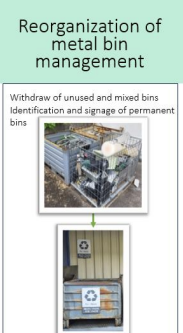 Reorganization of
metal bin
management
Withdraw of unused and mixed bins
Identification and signage of permanent
bins